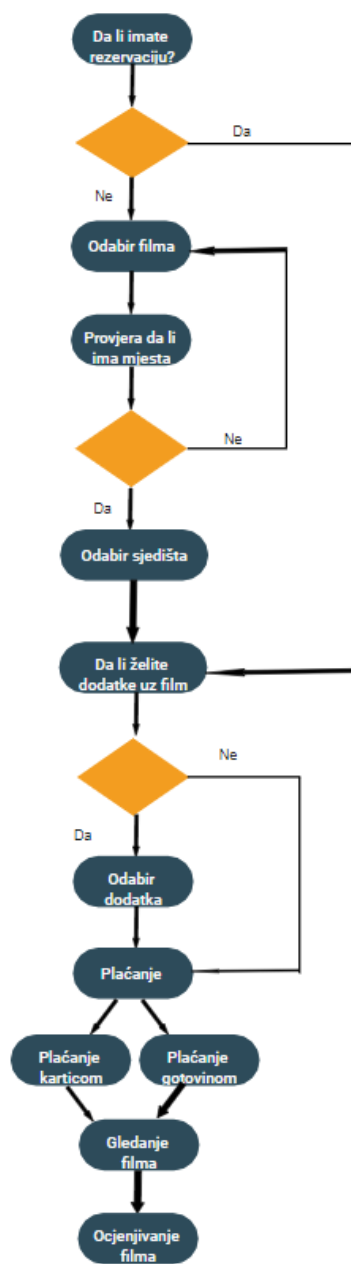 Da li imate
rezervaciju?
Da
Ne
Odabir filma
Provjera da li
ima mjesta
Ne
Da
Odabir sjedišta
Da li želite
dodatke uz film
Ne
Da
Odabir
dodatka
Plaćanje
Plaćanje
karticom
Plaćanje
gotovinom
Gledanje
filma
Ocjenjivanje
filma